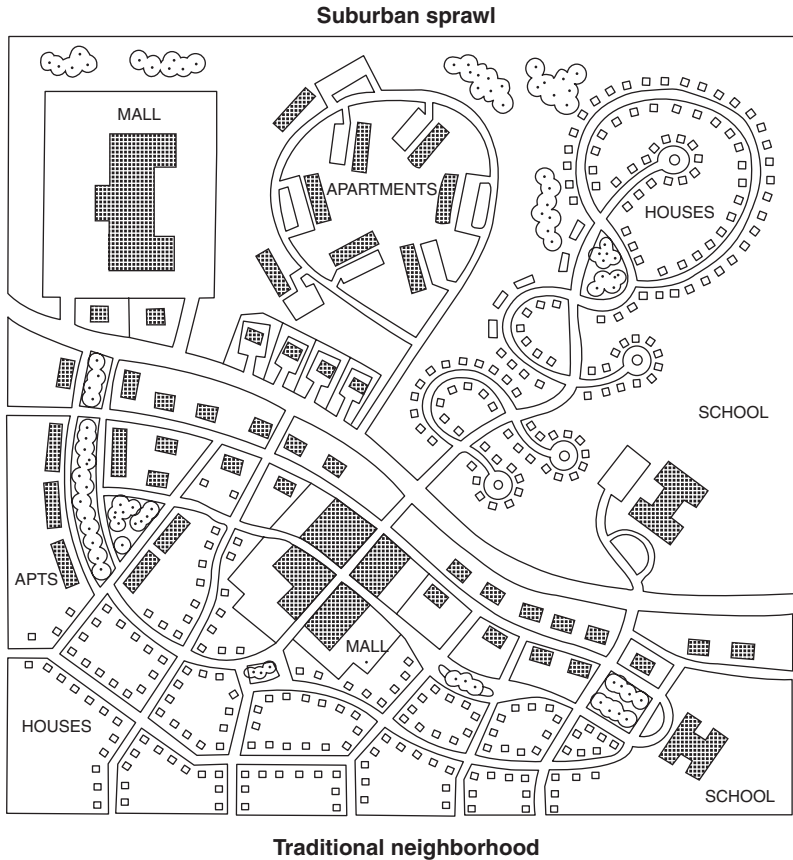 Suburban sprawl
MALL
APARTMENTS
HOUSES
SCHOOL
APTS
MALL
HOUSES
SCHOOL
Traditional neighborhood